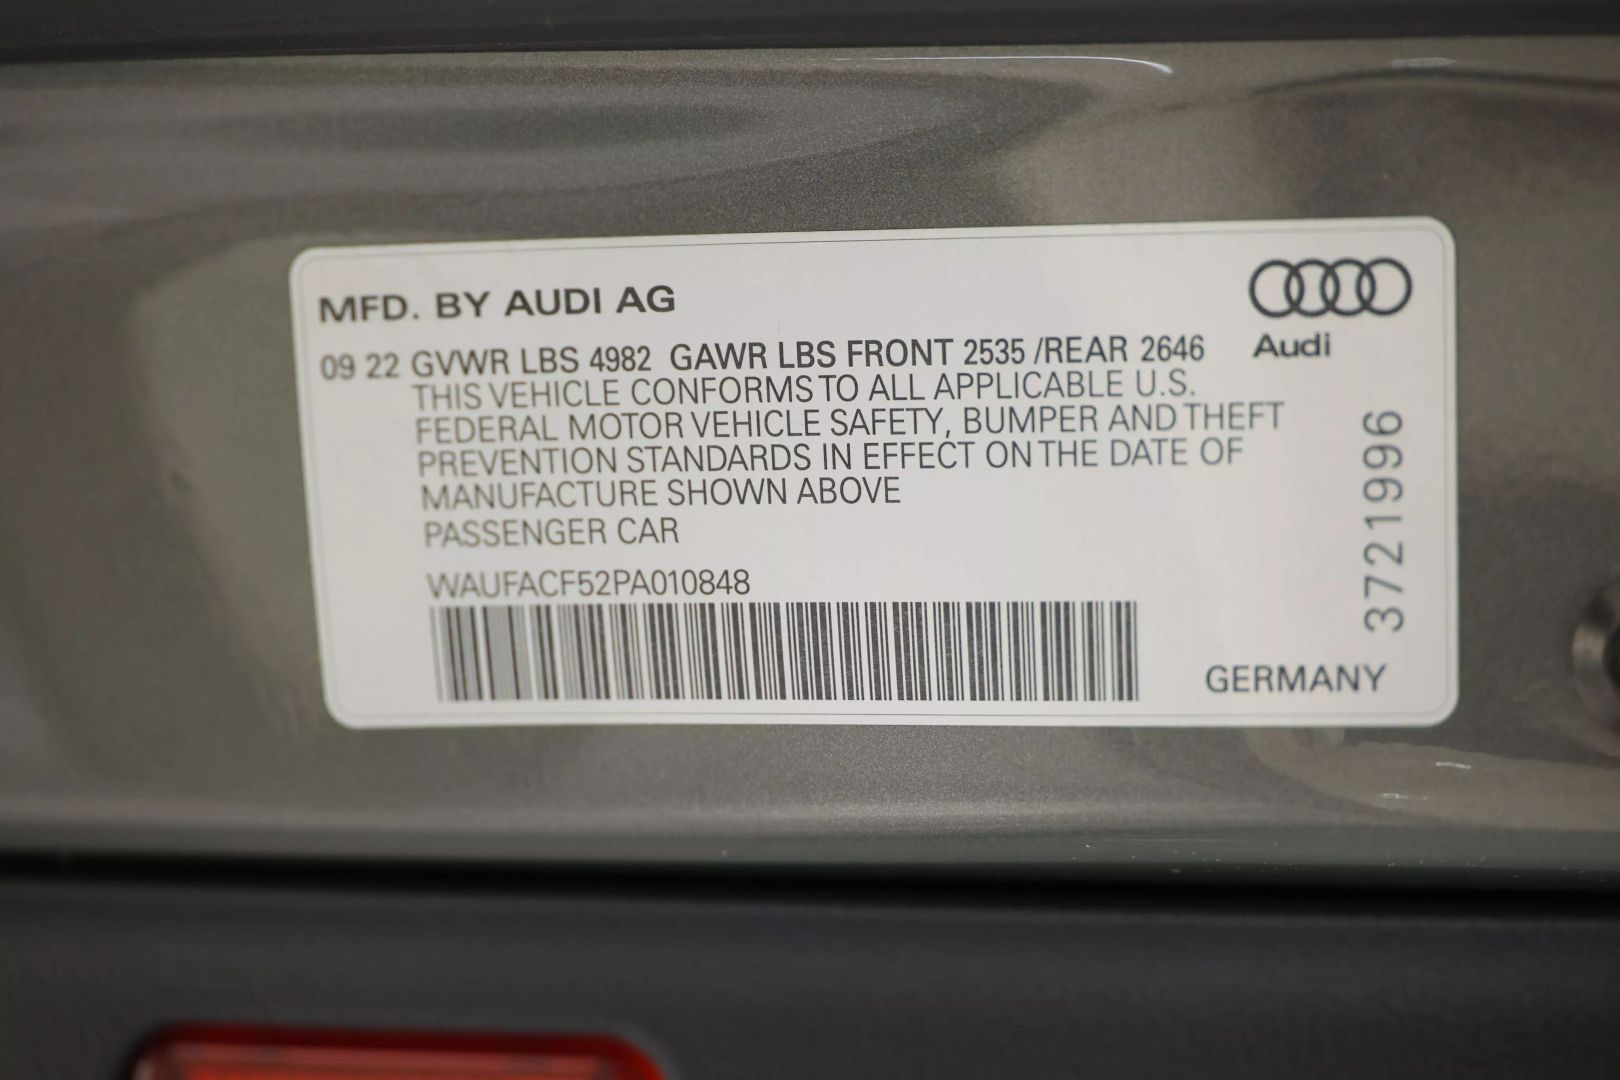 MFD. BY AUDI AG
Audi
09 22 GVWR LBS 4982 GAWR LBS FRONT 2535 /REAR 2646
THIS VEHICLE CONFORMS TO ALL APPLICABLE U.S.
FEDERAL MOTOR VEHICLE SAFETY, BUMPER AND THEFT
PREVENTION STANDARDS IN EFFECT ON THE DATE OF
MANUFACTURE SHOWN ABOVE
PASSENGER CAR
WAUFACF52PA010848
3721996
GERMANY